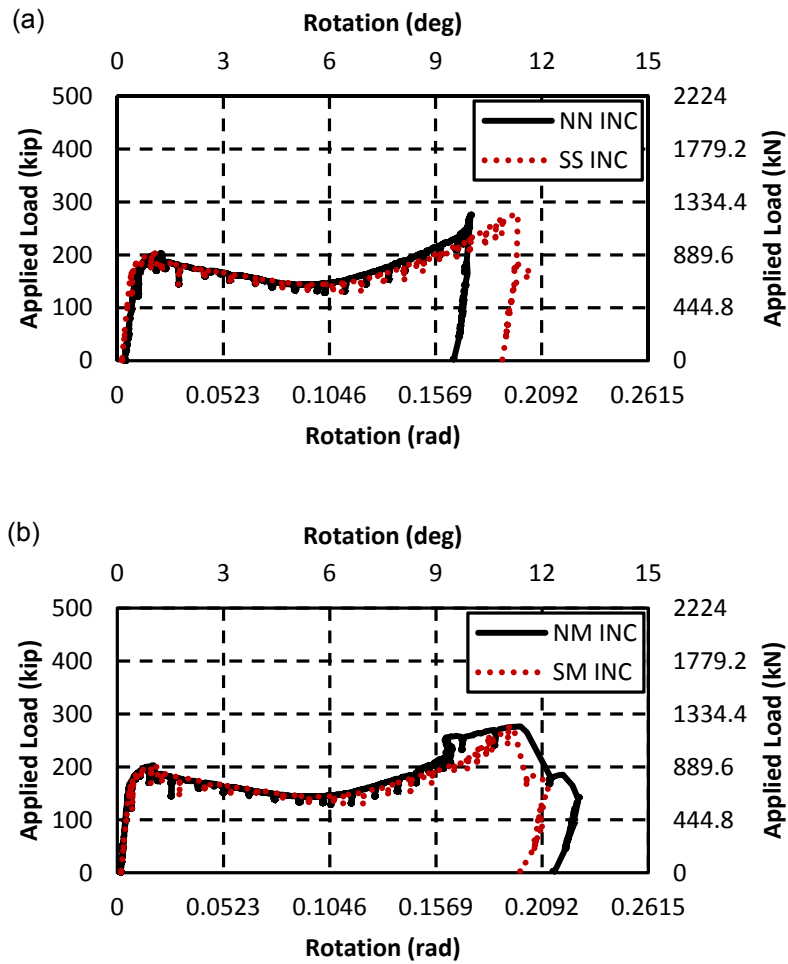 (a)
Rotation (deg)
0 3 6 9 12 15
500 2224
400 1779.2
300 1334.4
200 889.6
100 444.8
0 0
Applied Load (kip)
Applied Load (kN)
NN INC
SS INC
0 0.0523 0.1046 0.1569 0.2092 0.2615
Rotation (rad)
(b)
Rotation (deg)
0 3 6 9 12 15
500 2224
400 1779.2
300 1334.4
200 889.6
100 444.8
0 0
Applied Load (kip)
Applied Load (kN)
NM INC
SM INC
0 0.0523 0.1046 0.1569 0.2092 0.2615
Rotation (rad)